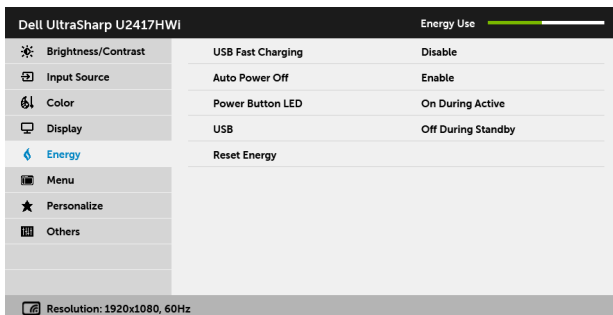 Dell UltraSharp U2417HWi Energy Use
Brightness/Contrast USB Fast Charging Disable
Input Source Auto Power Off Enable
Color Power Button LED On During Active
Display USB Off During Standby
Energy Reset Energy
Menu
Personalize
Others
Resolution: 1920x1080, 60Hz